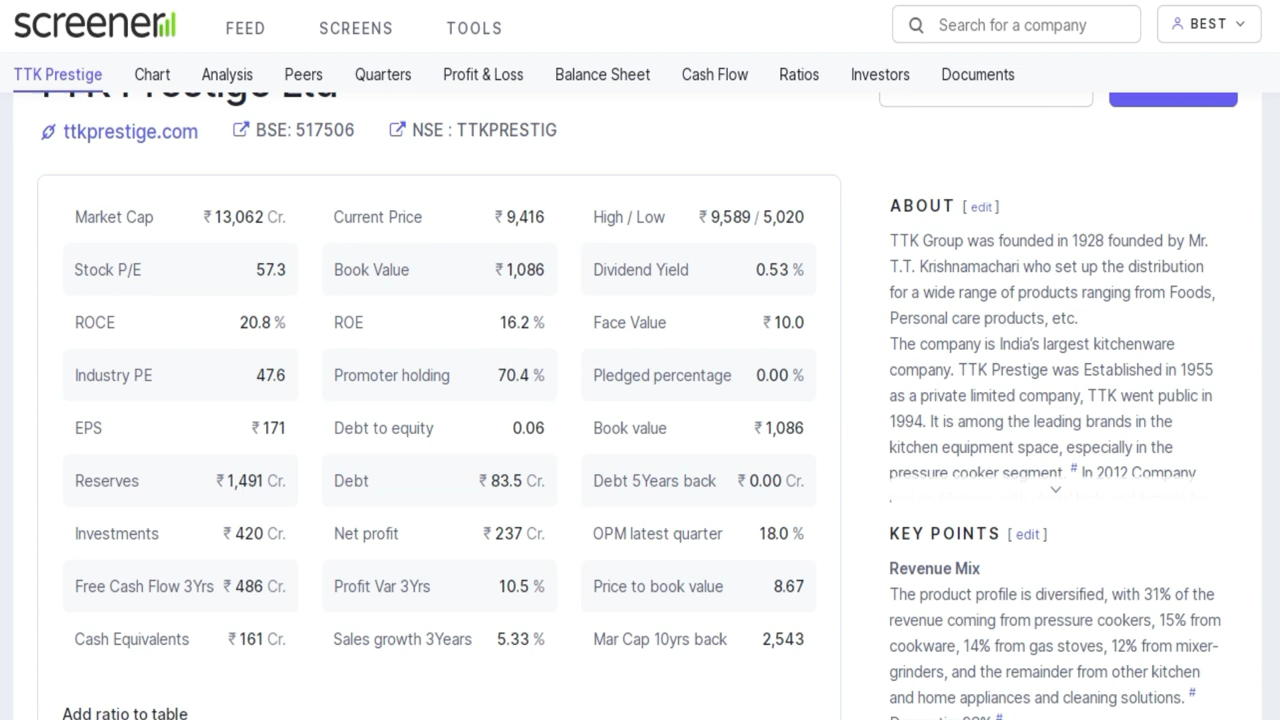 screener
FEED
SCREENS
TOOLS
Search for a company
BEST
TTK Prestige
Chart
Analysis
Peers
Quarters
Profit & Loss
Balance Sheet
Cash Flow
Ratios
Investors
Documents
TTK Prestige Ltd
ttkprestige.com
BSE: 517506
NSE : TTKPRESTIG
Market Cap ₹ 13,062 Cr.
Current Price ₹ 9,416
High / Low ₹ 9,589 / 5,020
Stock P/E 57.3
Book Value ₹ 1,086
Dividend Yield 0.53 %
ROCE 20.8 %
ROE 16.2 %
Face Value ₹ 10.0
Industry PE 47.6
Promoter holding 70.4 %
Pledged percentage 0.00 %
EPS ₹ 171
Debt to equity 0.06
Book value ₹ 1,086
Reserves ₹ 1,491 Cr.
Debt ₹ 83.5 Cr.
Debt 5Years back ₹ 0.00 Cr.
Investments ₹ 420 Cr.
Net profit ₹ 237 Cr.
OPM latest quarter 18.0 %
Free Cash Flow 3Yrs ₹ 486 Cr.
Profit Var 3Yrs 10.5 %
Price to book value 8.67
Cash Equivalents ₹ 161 Cr.
Sales growth 3Years 5.33 %
Mar Cap 10yrs back 2,543
Add ratio to table
ABOUT [ edit ]
TTK Group was founded in 1928 founded by Mr.
T.T. Krishnamachari who set up the distribution
for a wide range of products ranging from Foods,
Personal care products, etc.
The company is India's largest kitchenware
company. TTK Prestige was Established in 1955
as a private limited company, TTK went public in
1994. It is among the leading brands in the
kitchen equipment space, especially in the
pressure cooker segment. # In 2012 Company
KEY POINTS [ edit ]
Revenue Mix
The product profile is diversified, with 31% of the
revenue coming from pressure cookers, 15% from
cookware, 14% from gas stoves, 12% from mixer-
grinders, and the remainder from other kitchen
and home appliances and cleaning solutions. #